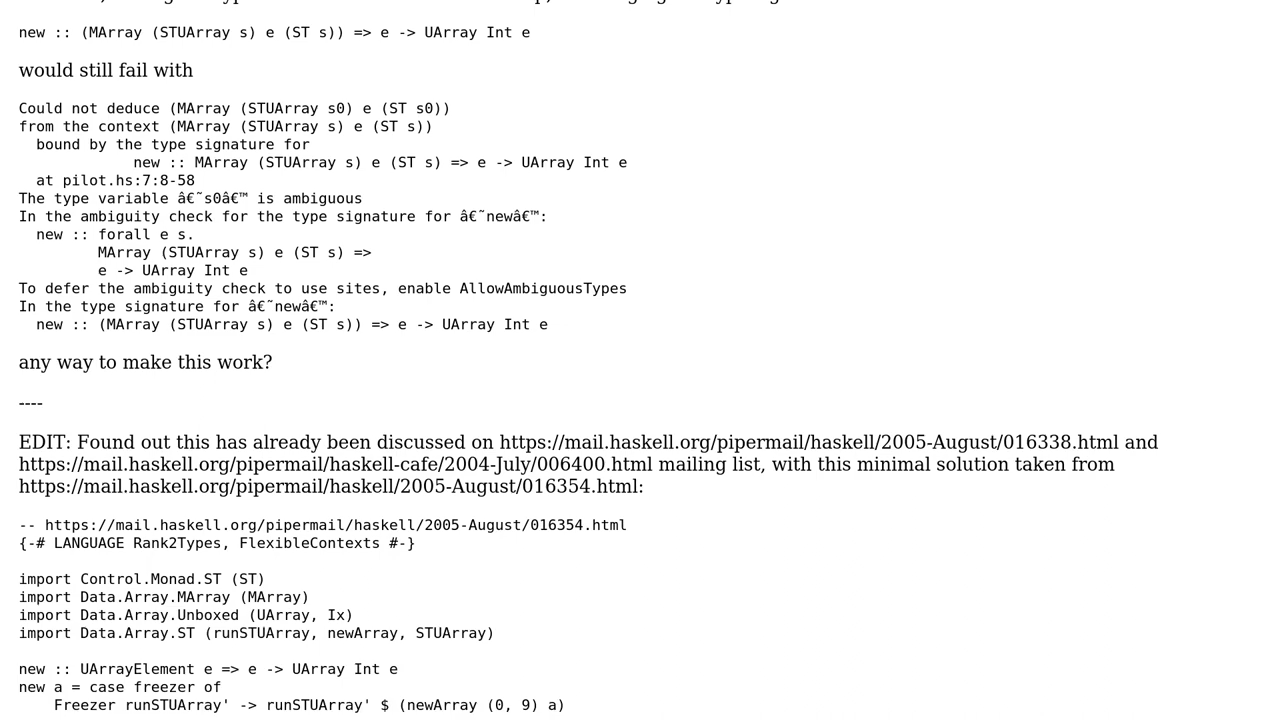 new :: (MArray (STUArray s) e (ST s)) => e -> UArray Int e
would still fail with
Could not deduce (MArray (STUArray s0) e (ST s0))
from the context (MArray (STUArray s) e (ST s))
  bound by the type signature for
             new :: MArray (STUArray s) e (ST s) => e -> UArray Int e
  at pilot.hs:7:8-58
The type variable â€˜s0â€™ is ambiguous
In the ambiguity check for the type signature for â€˜newâ€™:
  new :: forall e s.
         MArray (STUArray s) e (ST s) =>
         e -> UArray Int e
To defer the ambiguity check to use sites, enable AllowAmbiguousTypes
In the type signature for â€˜newâ€™:
  new :: (MArray (STUArray s) e (ST s)) => e -> UArray Int e
any way to make this work?
----
EDIT: Found out this has already been discussed on https://mail.haskell.org/pipermail/haskell/2005-August/016338.html and
https://mail.haskell.org/pipermail/haskell-cafe/2004-July/006400.html mailing list, with this minimal solution taken from
https://mail.haskell.org/pipermail/haskell/2005-August/016354.html:
-- https://mail.haskell.org/pipermail/haskell/2005-August/016354.html
{-# LANGUAGE Rank2Types, FlexibleContexts #-}
import Control.Monad.ST (ST)
import Data.Array.MArray (MArray)
import Data.Array.Unboxed (UArray, Ix)
import Data.Array.ST (runSTUArray, newArray, STUArray)
new :: UArrayElement e => e -> UArray Int e
new a = case freezer of
    Freezer runSTUArray' -> runSTUArray' $ (newArray (0, 9) a)